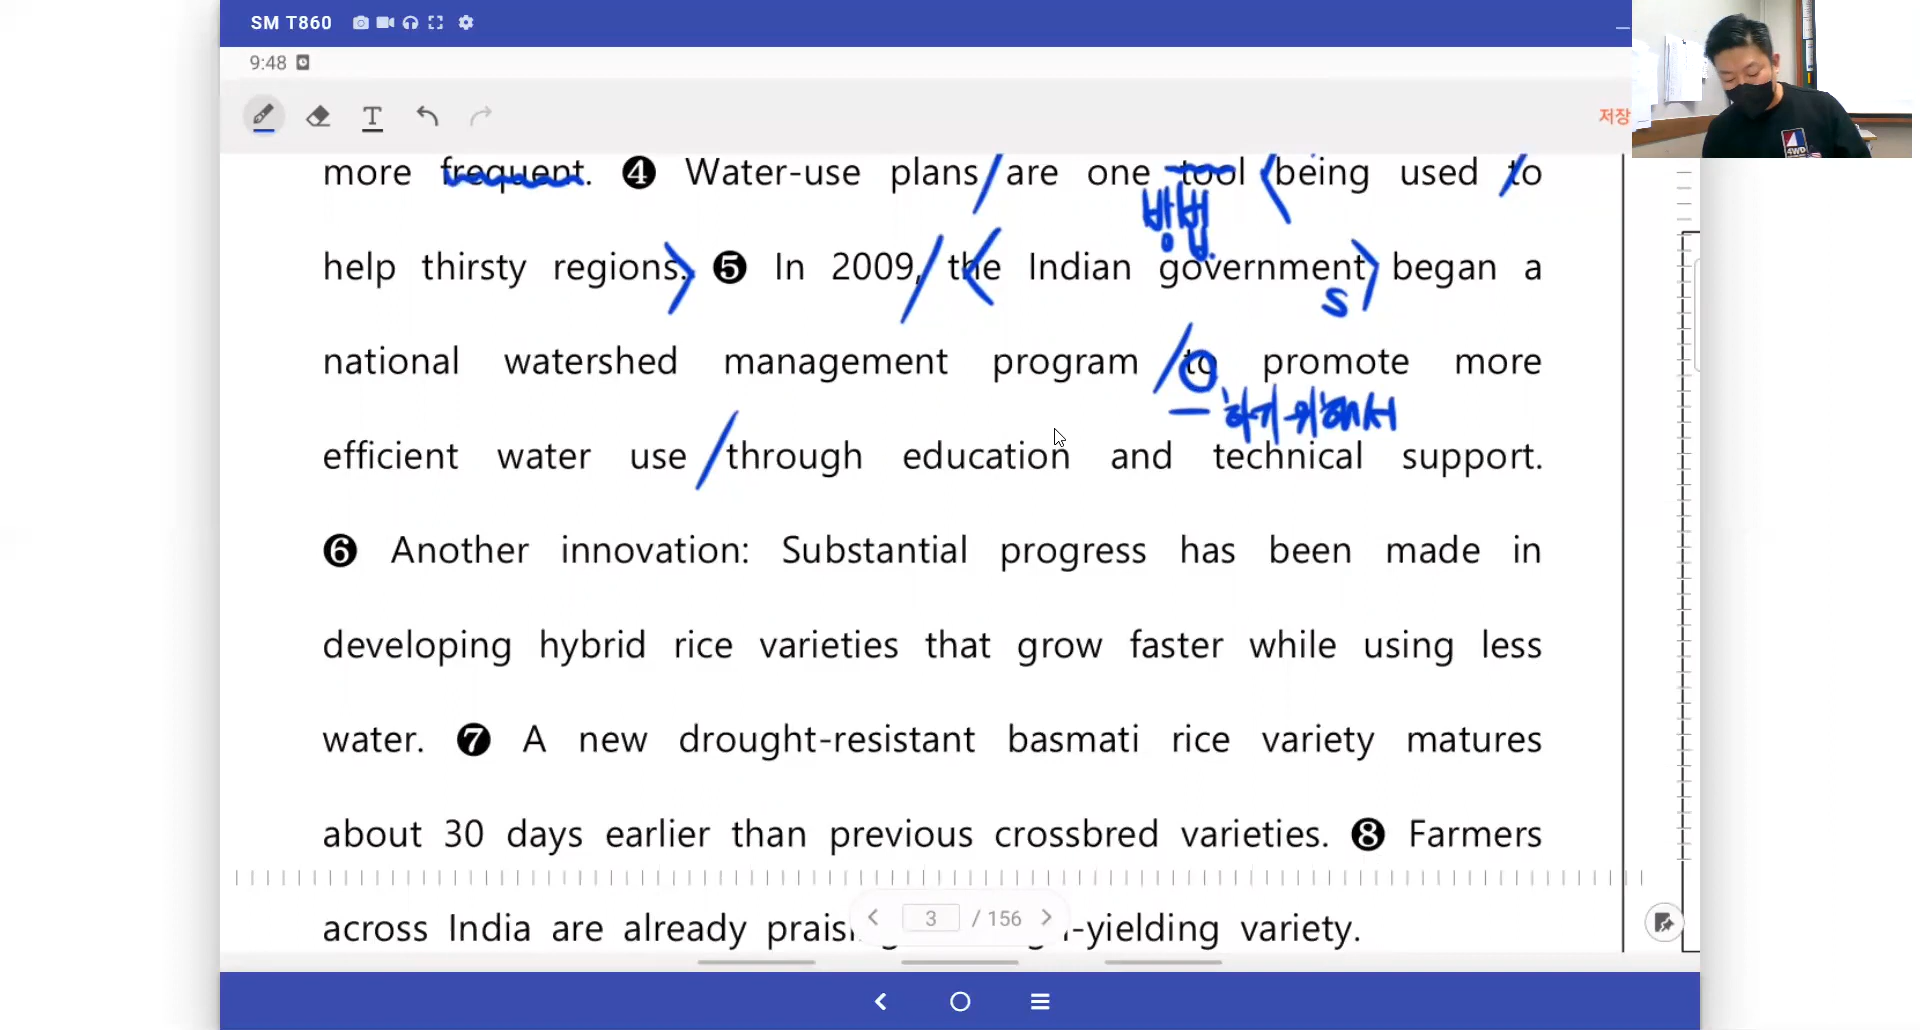 SM T860
9:48
저장
more frequent. ❹ Water-use plans are one tool being used to
방법
help thirsty regions. ❺ In 2009, the Indian government began a
S
national watershed management program to promote more
하기 위해서
efficient water use through education and technical support.
❻ Another innovation: Substantial progress has been made in
developing hybrid rice varieties that grow faster while using less
water. ❼ A new drought-resistant basmati rice variety matures
about 30 days earlier than previous crossbred varieties. ❽ Farmers
across India are already -yielding variety.
3 / 156
4WD